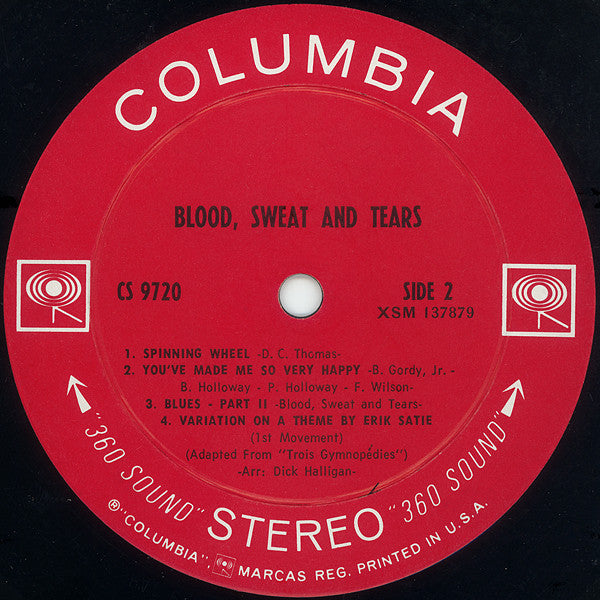 COLUMBIA
BLOOD, SWEAT AND TEARS
CS 9720
SIDE 2
XSM 137879
1. SPINNING WHEEL -D. C. Thomas-
2. YOU'VE MADE ME SO VERY HAPPY -B. Gordy, Jr. -
B. Holloway - P. Holloway - F. Wilson-
3. BLUES - PART II -Blood, Sweat and Tears-
4. VARIATION ON A THEME BY ERIK SATIE
(1st Movement)
(Adapted From "Trois Gymnopédies")
-Arr: Dick Halligan-
"360 SOUND" STEREO "360 SOUND"
®"COLUMBIA", MARCAS REG. PRINTED IN U.S.A.